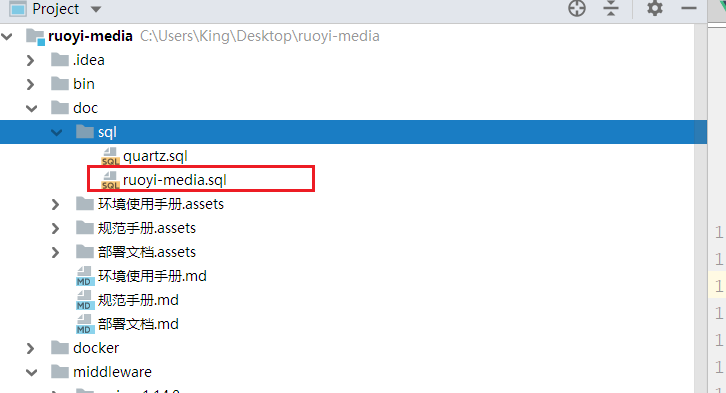 Project
ruoyi-media C:\Users\King\Desktop\ruoyi-media
.idea
bin
doc
sql
SQL quartz.sql
SQL ruoyi-media.sql
环境使用手册.assets
规范手册.assets
部署文档.assets
MD 环境使用手册.md
MD 规范手册.md
MD 部署文档.md
docker
middleware
1
1
1
1
1
1
1